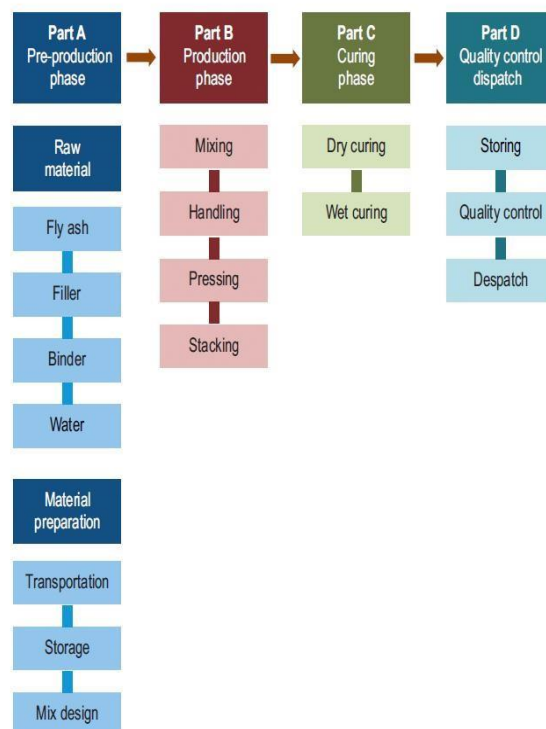 Part A
Pre-production
phase
Part B
Production
phase
Part C
Curing
phase
Part D
Quality control
dispatch
Raw
material
Fly ash
Filler
Binder
Water
Material
preparation
Transportation
Storage
Mix design
Mixing
Handling
Pressing
Stacking
Dry curing
Wet curing
Storing
Quality control
Despatch